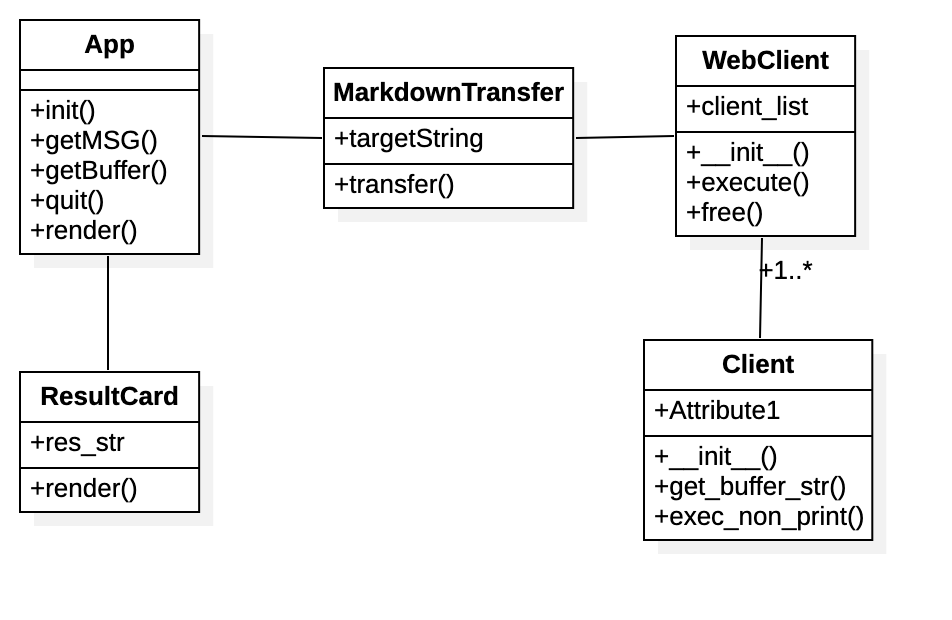 App
+init()
+getMSG()
+getBuffer()
+quit()
+render()
MarkdownTransfer
+targetString
+transfer()
WebClient
+client_list
+__init__()
+execute()
+free()
+1..*
ResultCard
+res_str
+render()
Client
+Attribute1
+__init__()
+get_buffer_str()
+exec_non_print()